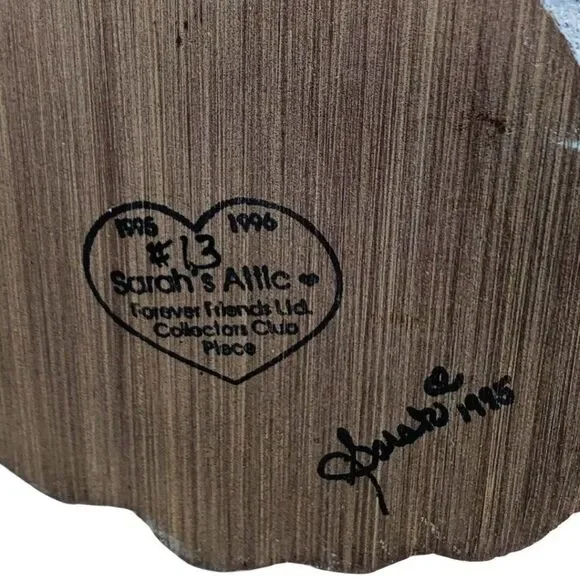 1995 1996
#13
Sarah's Attic
Forever Friends Ltd.
Collectors Club
Piece
Sarah 1995